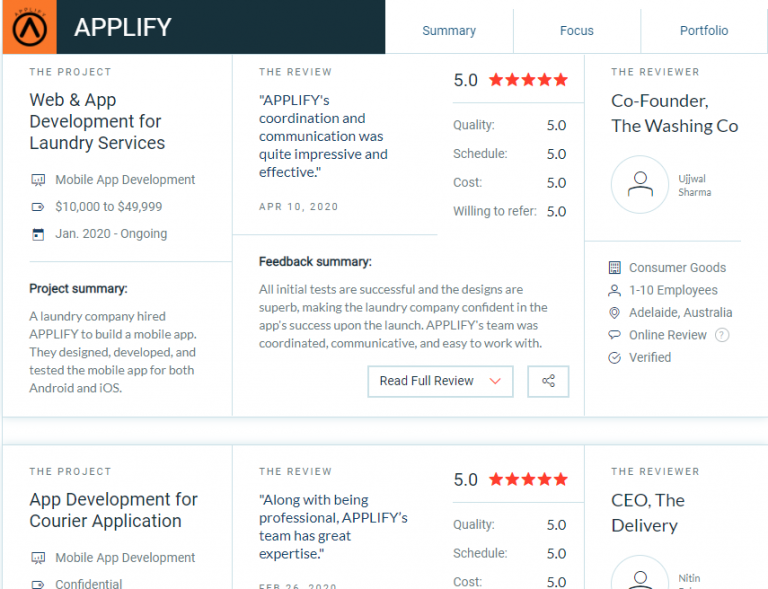 APPLIFY
APPLIFY
Summary
Focus
Portfolio
THE PROJECT
Web & App
Development for
Laundry Services
Mobile App Development
$10,000 to $49,999
Jan. 2020 - Ongoing
Project summary:
A laundry company hired
APPLIFY to build a mobile app.
They designed, developed, and
tested the mobile app for both
Android and iOS.
THE REVIEW
"APPLIFY's
coordination and
communication was
quite impressive and
effective."
APR 10, 2020
5.0
Quality: 5.0
Schedule: 5.0
Cost: 5.0
Willing to refer: 5.0
Feedback summary:
All initial tests are successful and the designs are
superb, making the laundry company confident in the
app's success upon the launch. APPLIFY's team was
coordinated, communicative, and easy to work with.
Read Full Review
THE REVIEWER
Co-Founder,
The Washing Co
Ujjwal
Sharma
Consumer Goods
1-10 Employees
Adelaide, Australia
Online Review ?
Verified
THE PROJECT
App Development for
Courier Application
Mobile App Development
Confidential
THE REVIEW
"Along with being
professional, APPLIFY's
team has great
expertise."
FEB 26, 2020
5.0
Quality: 5.0
Schedule: 5.0
Cost: 5.0
THE REVIEWER
CEO, The
Delivery
Nitin